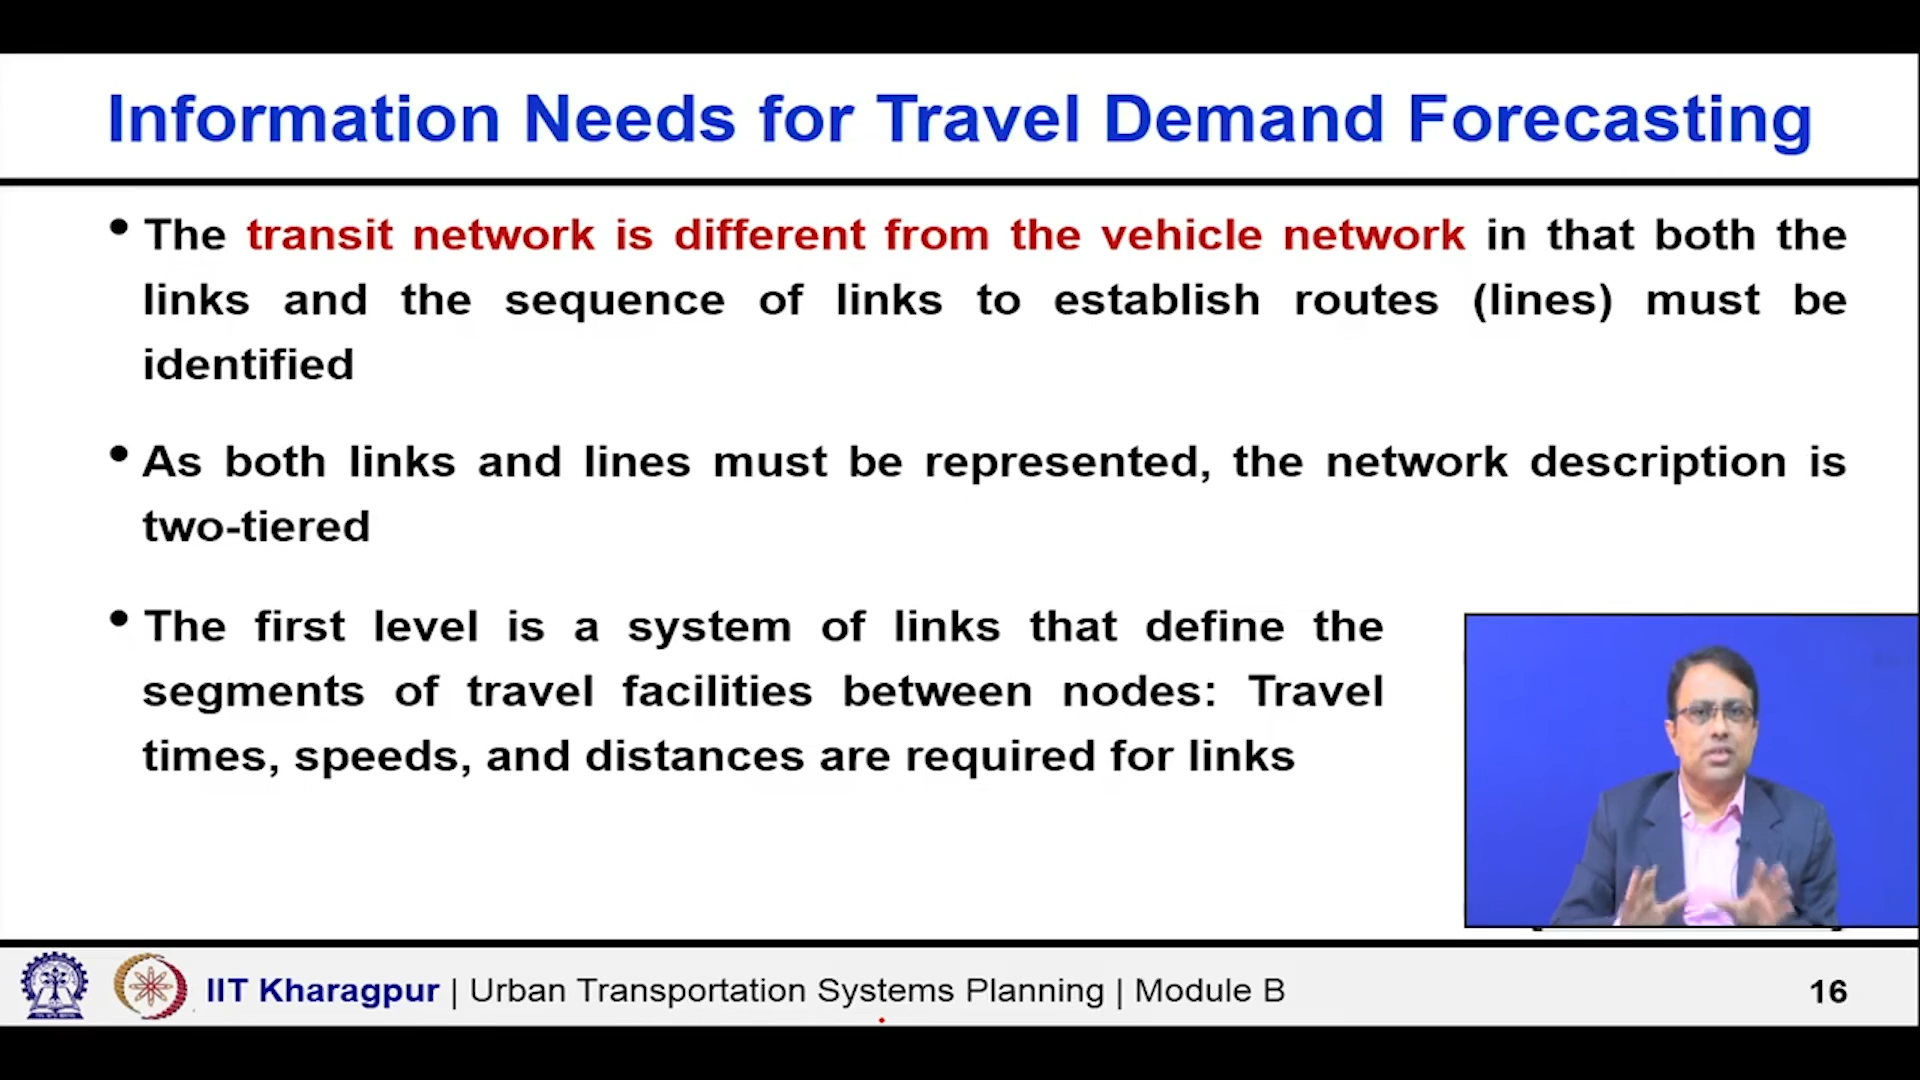 Information Needs for Travel Demand Forecasting
• The transit network is different from the vehicle network in that both the
links and the sequence of links to establish routes (lines) must be
identified
• As both links and lines must be represented, the network description is
two-tiered
• The first level is a system of links that define the
segments of travel facilities between nodes: Travel
times, speeds, and distances are required for links
IIT Kharagpur | Urban Transportation Systems Planning | Module B
16